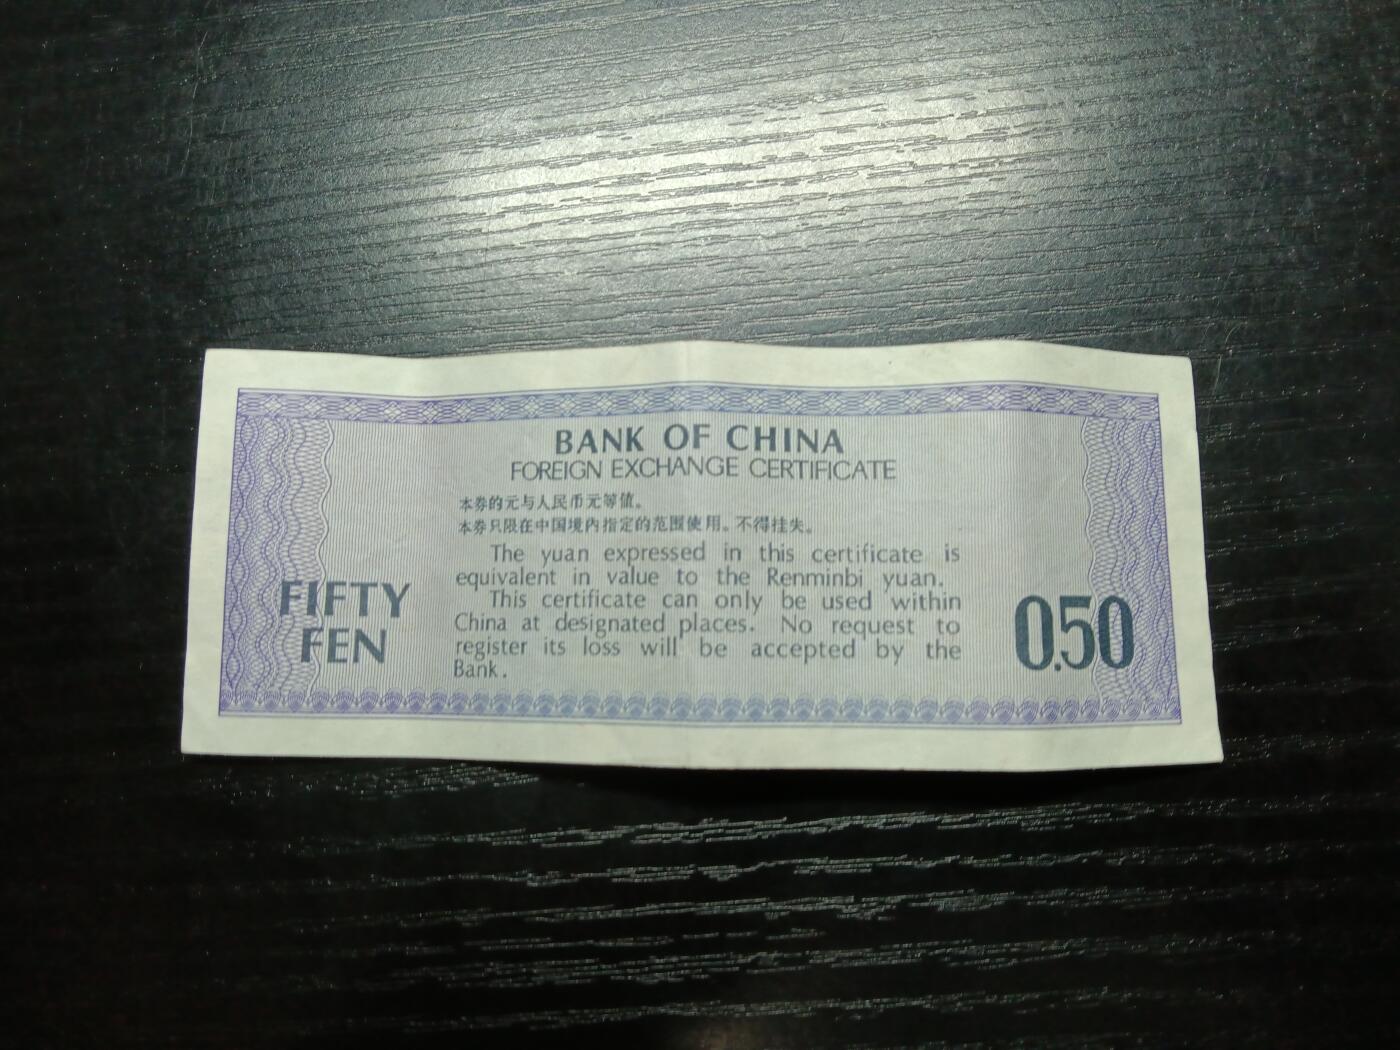 BANK OF CHINA
FOREIGN EXCHANGE CERTIFICATE
本券的元与人民币元等值。
本券只限在中国境内指定的范围使用。不得挂失。
The yuan expressed in this certificate is
equivalent in value to the Renminbi yuan.
This certificate can only be used within
China at designated places. No request to
register its loss will be accepted by the
Bank.
FIFTY
FEN
0.50